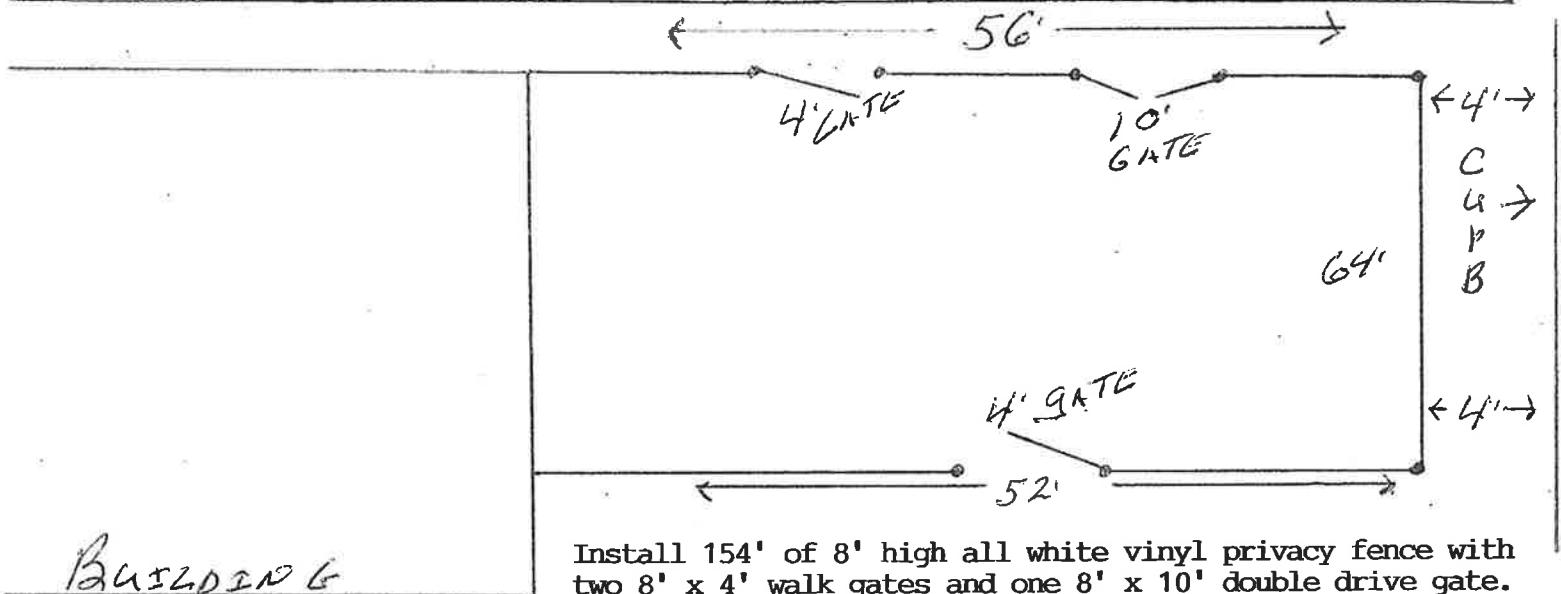 56'
4' GATE
10'
GATE
4'
C
U
R
B
64'
4' GATE
4'
52'
BUILDING
Install 154' of 8' high all white vinyl privacy fence with
two 8' x 4' walk gates and one 8' x 10' double drive gate.